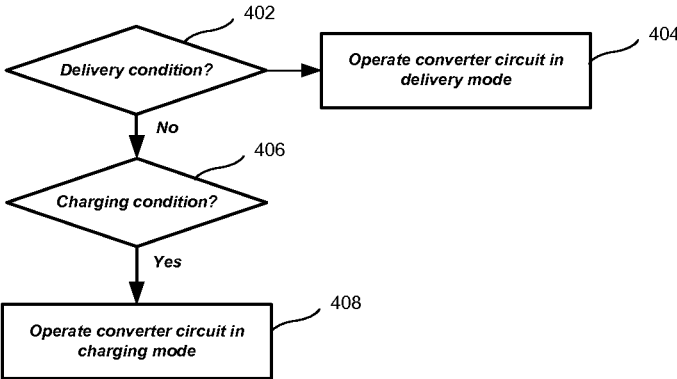 402
Delivery condition?
Operate converter circuit in
delivery mode
404
No
406
Charging condition?
Yes
408
Operate converter circuit in
charging mode